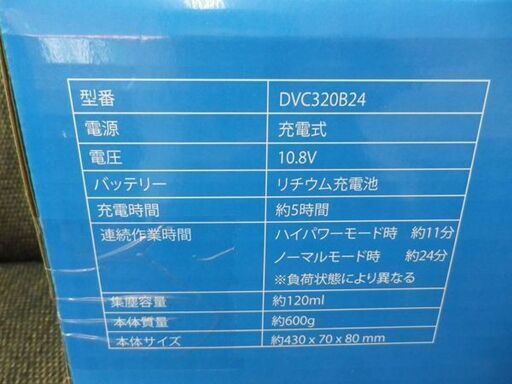 型番 DVC320B24
電源 充電式
電圧 10.8V
バッテリー リチウム充電池
充電時間 約5時間
連続作業時間 ハイパワーモード時 約11分
ノーマルモード時 約24分
※負荷状態により異なる
集塵容量 約120ml
本体質量 約600g
本体サイズ 約430 x 70 x 80 mm